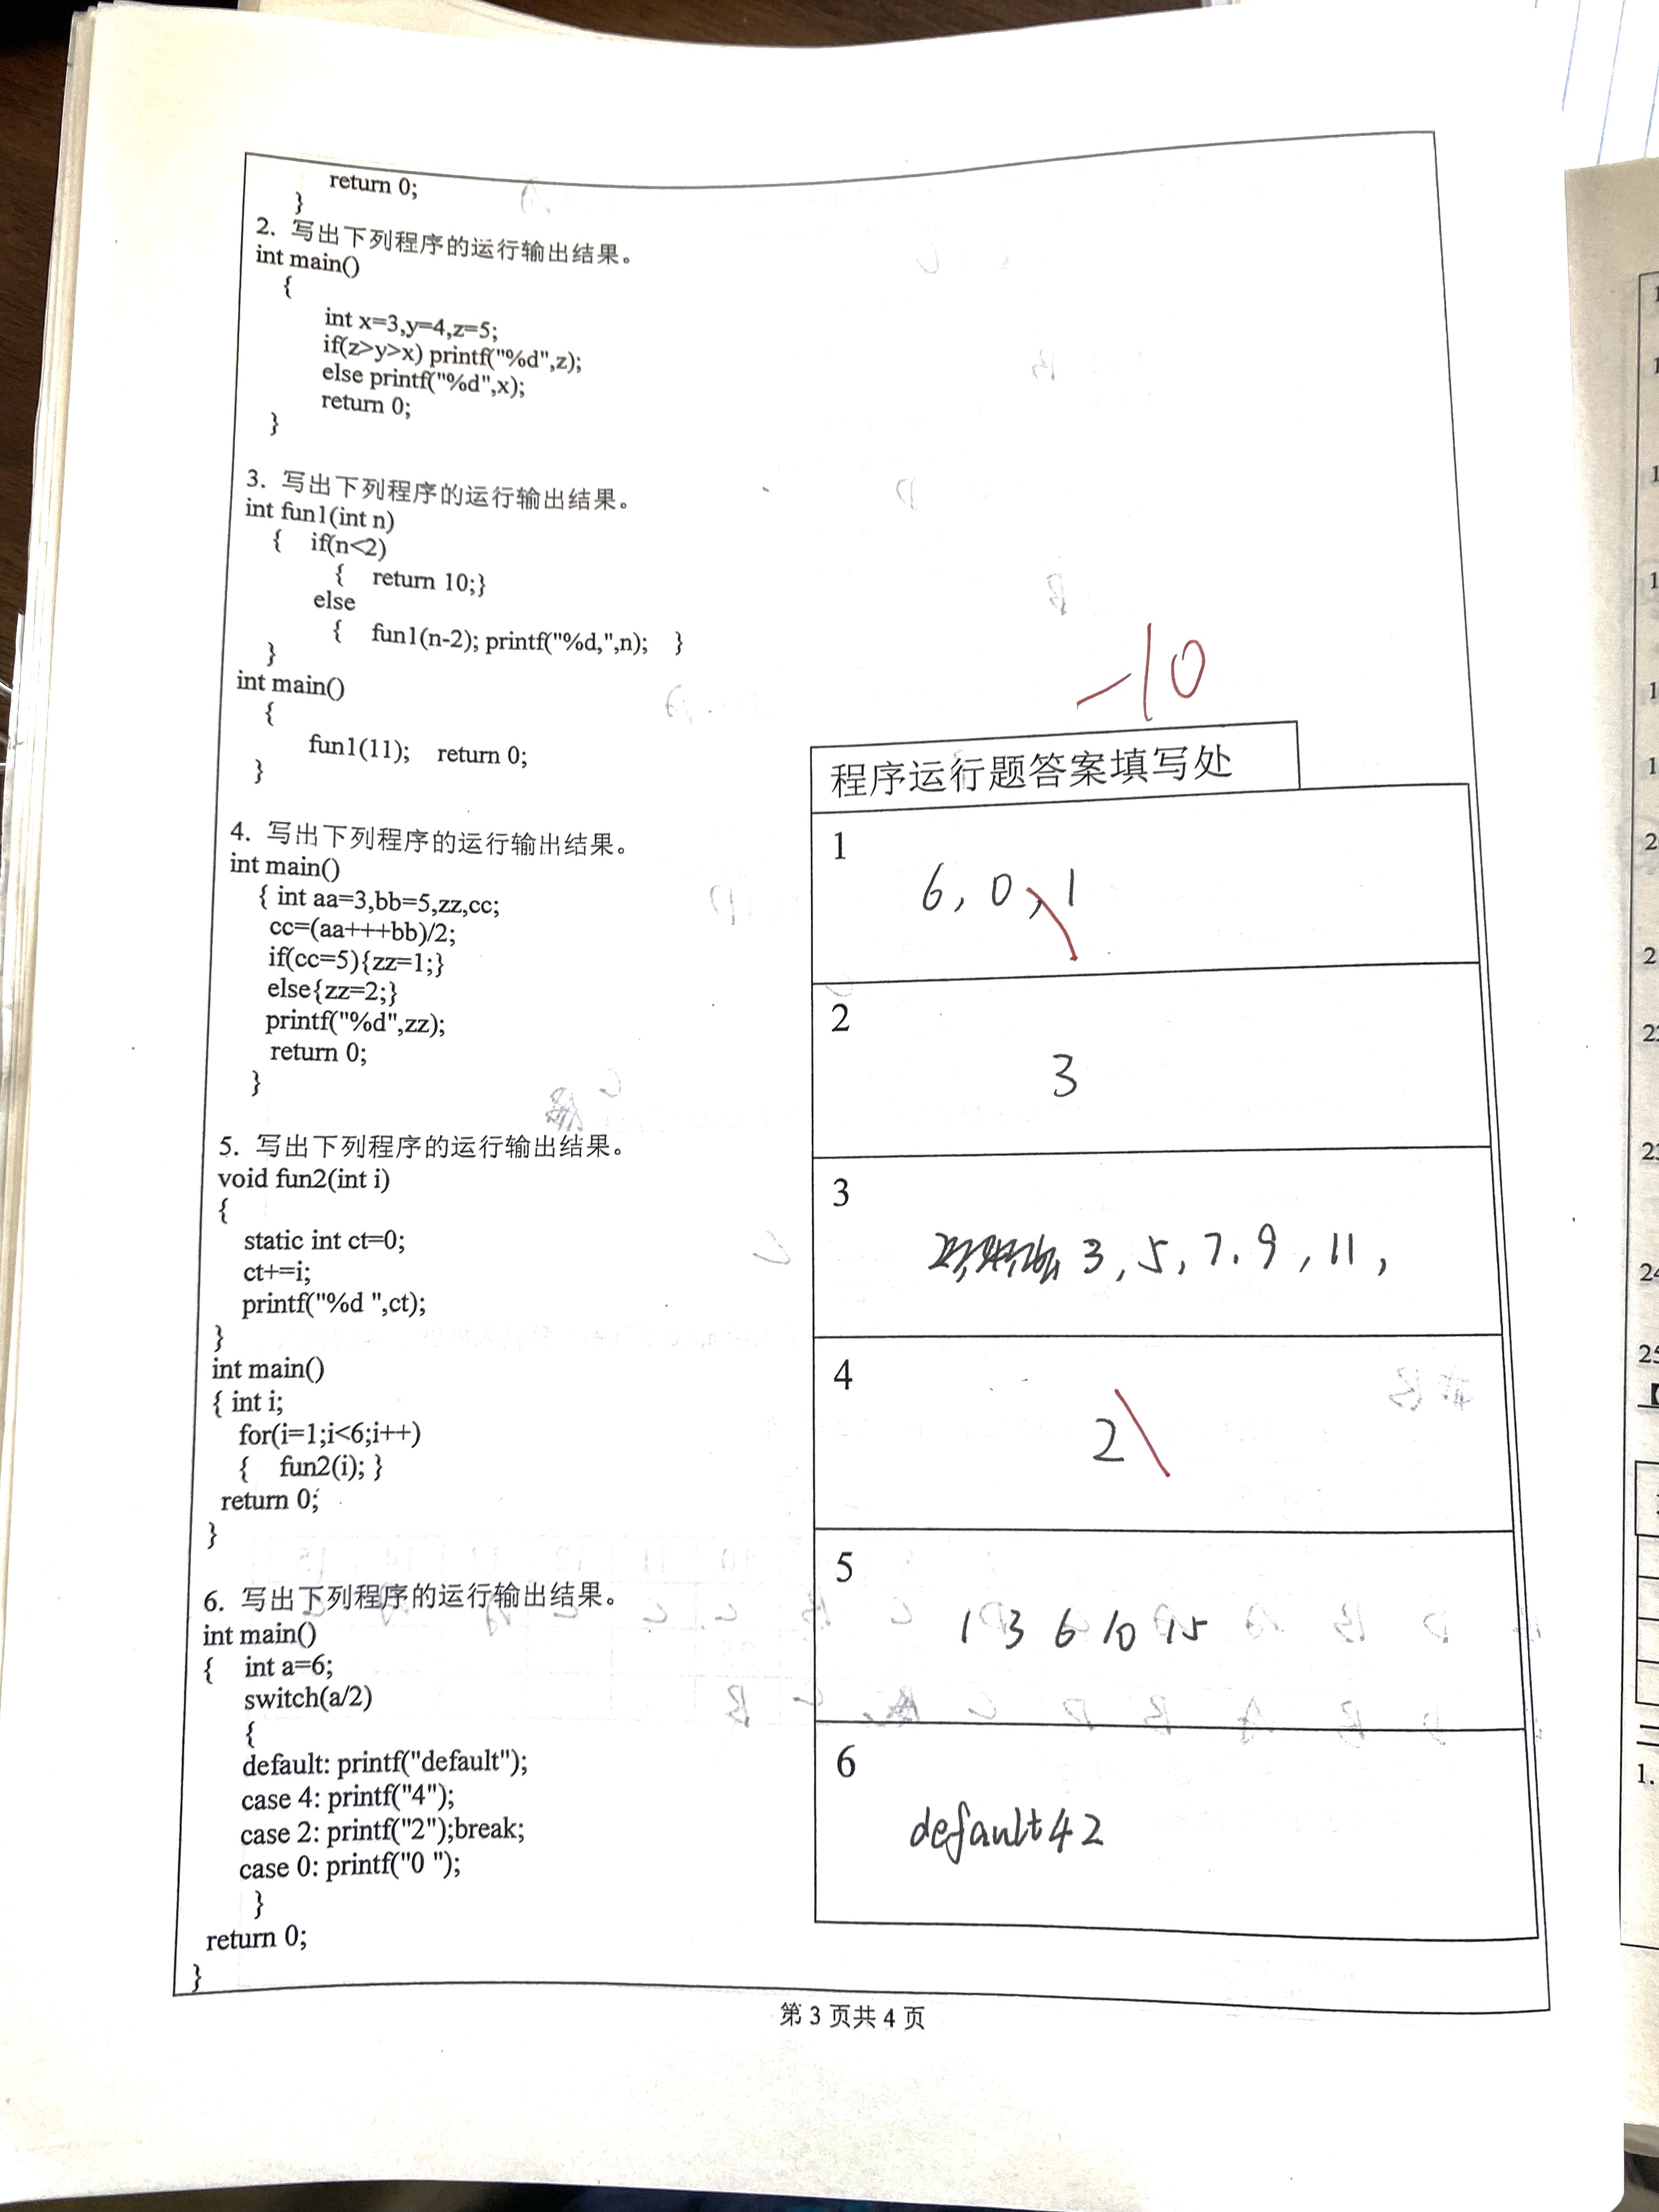 return 0;
}
2. 写出下列程序的运行输出结果。
int main()
{
int x=3,y=4,z=5;
if(z>y>x) printf("%d",z);
else printf("%d",x);
return 0;
}
3. 写出下列程序的运行输出结果。
int fun1(int n)
{ if(n<2)
{ return 10;}
else
{ fun1(n-2); printf("%d,",n); }
}
int main()
{
fun1(11); return 0;
}
4. 写出下列程序的运行输出结果。
int main()
{ int aa=3,bb=5,zz,cc;
cc=(aa+++bb)/2;
if(cc=5){zz=1;}
else{zz=2;}
printf("%d",zz);
return 0;
}
5. 写出下列程序的运行输出结果。
void fun2(int i)
{
static int ct=0;
ct+=i;
printf("%d ",ct);
}
int main()
{ int i;
for(i=1;i<6;i++)
{ fun2(i); }
return 0;
}
6. 写出下列程序的运行输出结果。
int main()
{ int a=6;
switch(a/2)
{
default: printf("default");
case 4: printf("4");
case 2: printf("2");break;
case 0: printf("0 ");
}
return 0;
}
-10
程序运行题答案填写处
1
6, 0, 1
2
3
3
3, 5, 7. 9, 11,
4
2
5
1 3 6 10 15
6
default42
第 3 页共 4 页